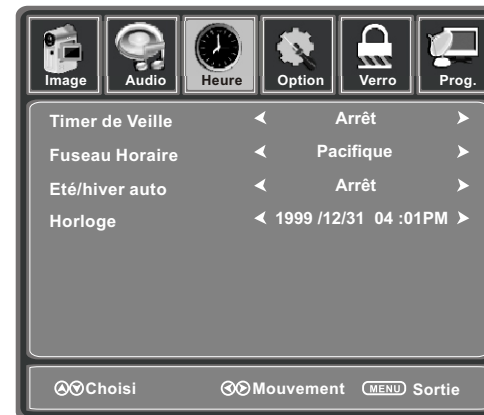 Image Audio Heure Option Verro Prog.
Timer de Veille Arrêt
Fuseau Horaire Pacifique
Eté/hiver auto Arrêt
Horloge 1999 /12/31 04 :01PM
Choisi Mouvement MENU Sortie